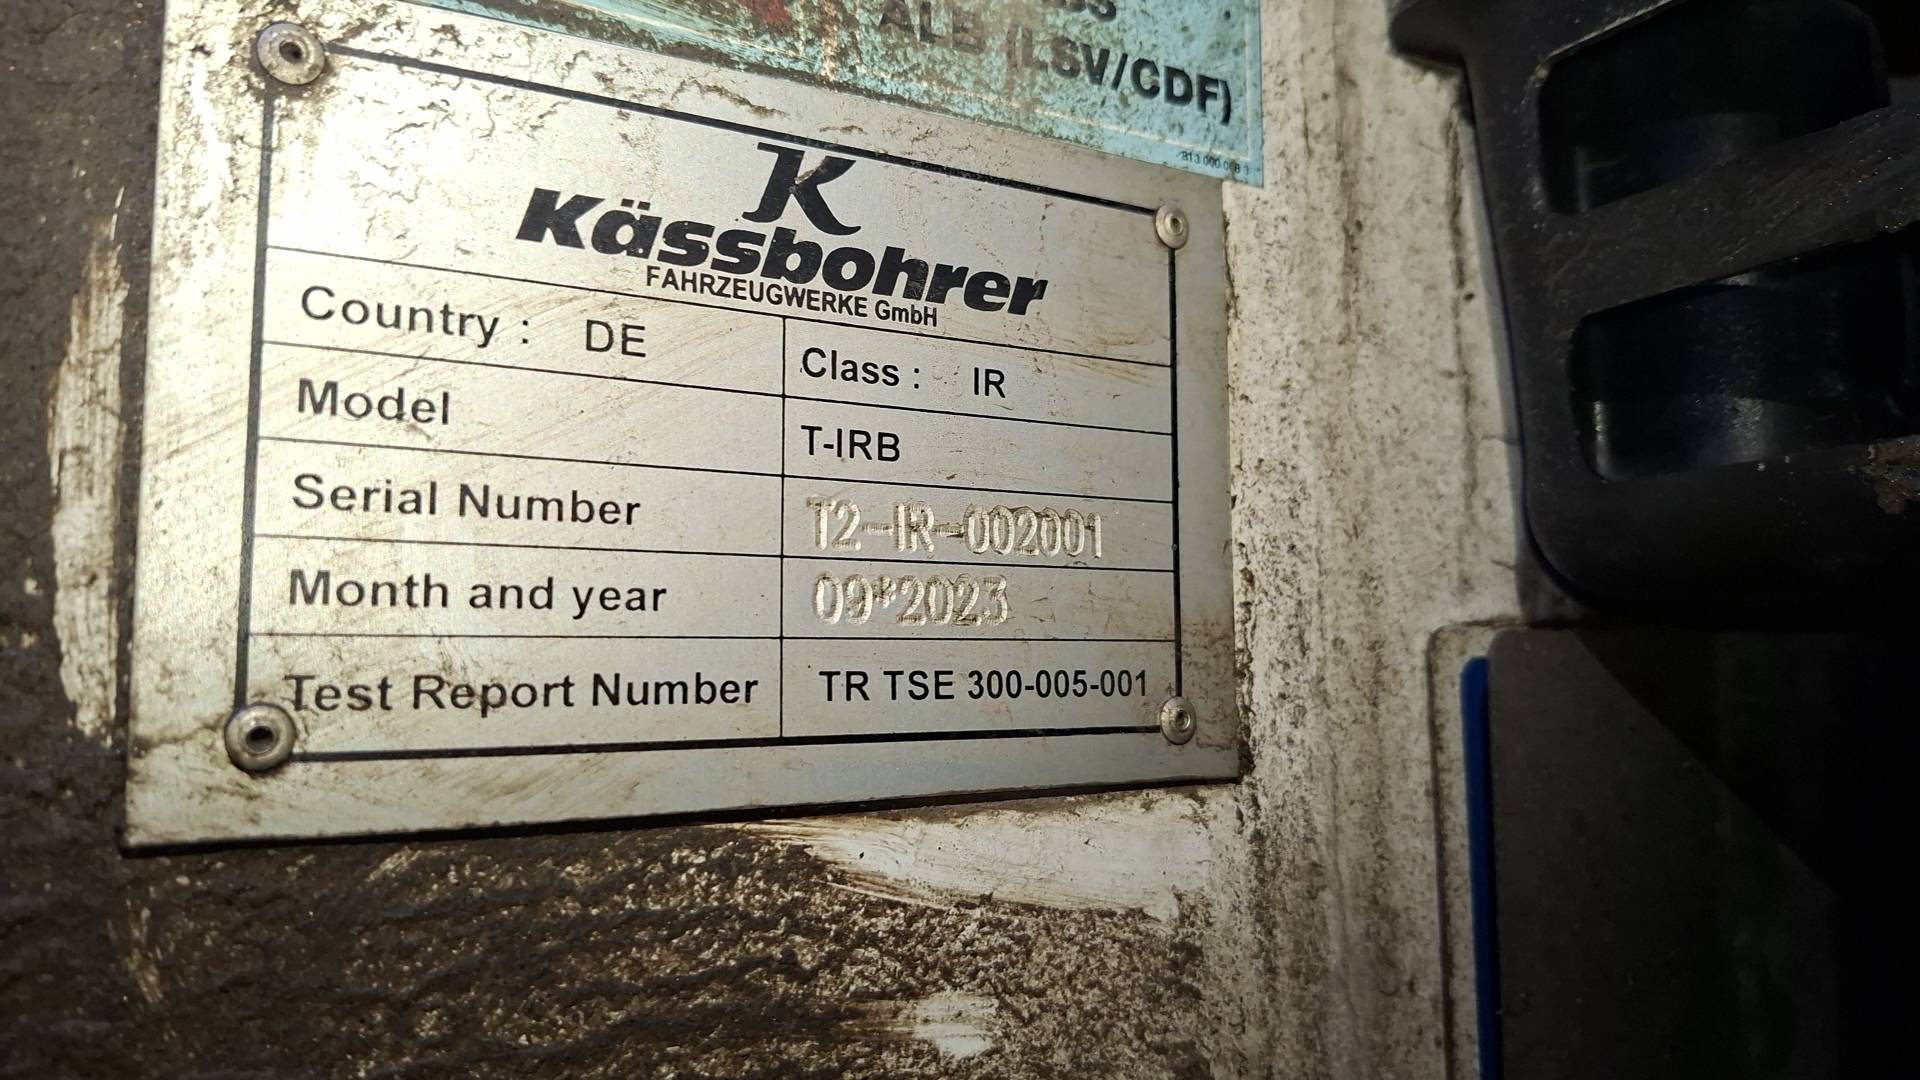 ALB (LSV/CDF)
K
Kässbohrer
FAHRZEUGWERKE GmbH
Country : DE
Class : IR
Model
T-IRB
Serial Number
T2-IR-002001
Month and year
09*2023
Test Report Number
TR TSE 300-005-001